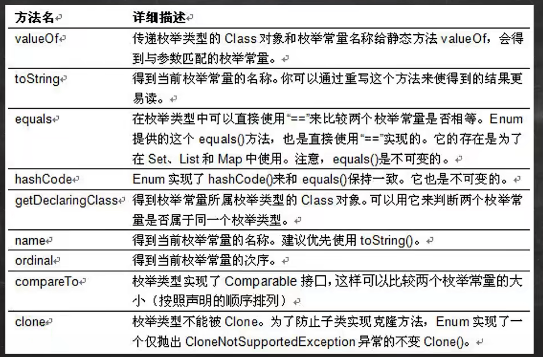 方法名 详细描述
valueOf 传递枚举类型的 Class 对象和枚举常量名称给静态方法 valueOf，会得
到与参数匹配的枚举常量。
toString 得到当前枚举常量的名称。你可以通过重写这个方法来使得到的结果更
易读。
equals 在枚举类型中可以直接使用“==”来比较两个枚举常量是否相等。Enum
提供的这个 equals()方法，也是直接使用“==”实现的。它的存在是为了
在 Set、List 和 Map 中使用。注意，equals()是不可变的。
hashCode Enum 实现了 hashCode()来和 equals()保持一致。它也是不可变的。
getDeclaringClass 得到枚举常量所属枚举类型的 Class 对象。可以用它来判断两个枚举常
量是否属于同一个枚举类型。
name 得到当前枚举常量的名称。建议优先使用 toString()。
ordinal 得到当前枚举常量的次序。
compareTo 枚举类型实现了 Comparable 接口，这样可以比较两个枚举常量的大
小（按照声明的顺序排列）
clone 枚举类型不能被 Clone。为了防止子类实现克隆方法，Enum 实现了一
个仅抛出 CloneNotSupportedException 异常的不变 Clone()。